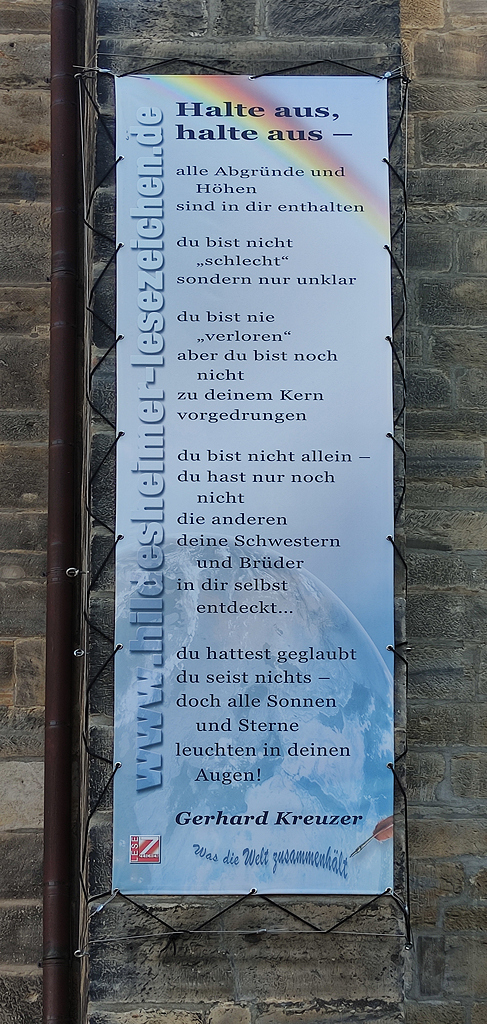 www.hildesheimer-lesezeichen.de
Halte aus,
halte aus –
alle Abgründe und
Höhen
sind in dir enthalten
du bist nicht
„schlecht“
sondern nur unklar
du bist nie
„verloren“
aber du bist noch
nicht
zu deinem Kern
vorgedrungen
du bist nicht allein –
du hast nur noch
nicht
die anderen
deine Schwestern
und Brüder
in dir selbst
entdeckt...
du hattest geglaubt
du seist nichts –
doch alle Sonnen
und Sterne
leuchten in deinen
Augen!
Gerhard Kreuzer
LESE
Z
Was die Welt zusammenhält